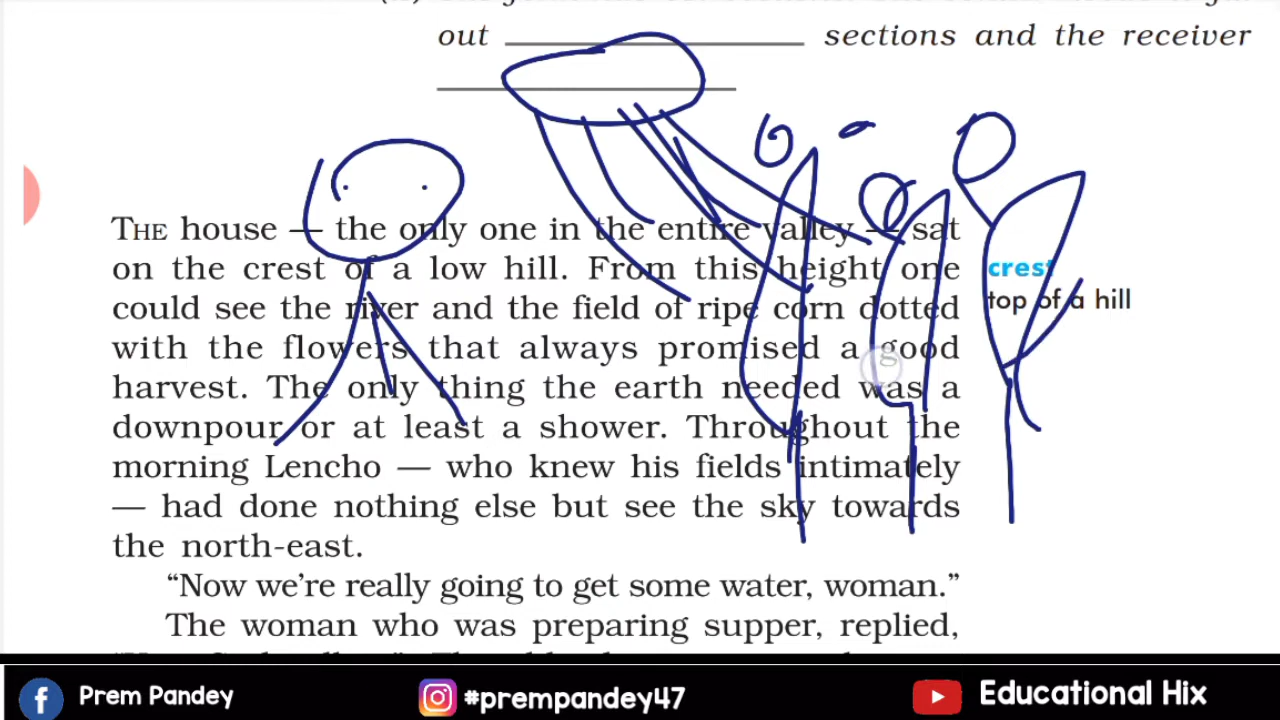 out __________ sections and the receiver
__________
THE house — the only one in the entire valley — sat
on the crest of a low hill. From this height one
could see the river and the field of ripe corn dotted
with the flowers that always promised a good
harvest. The only thing the earth needed was a
downpour or at least a shower. Throughout the
morning Lencho — who knew his fields intimately
— had done nothing else but see the sky towards
the north-east.
“Now we’re really going to get some water, woman.”
The woman who was preparing supper, replied,
crest
top of a hill
Prem Pandey
#prempandey47
Educational Hix